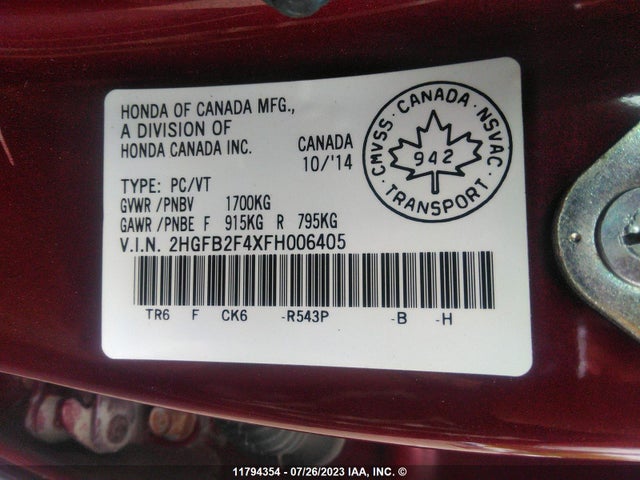 HONDA OF CANADA MFG.,
A DIVISION OF
HONDA CANADA INC.
CANADA
10/'14
CMVSS · CANADA · NSVAC
942
· TRANSPORT ·
TYPE: PC/VT
GVWR /PNBV 1700KG
GAWR /PNBE F 915KG R 795KG
V.I.N. 2HGFB2F4XFH006405
TR6 F CK6 -R543P -B -H
11794354 - 07/26/2023 IAA, INC. ©